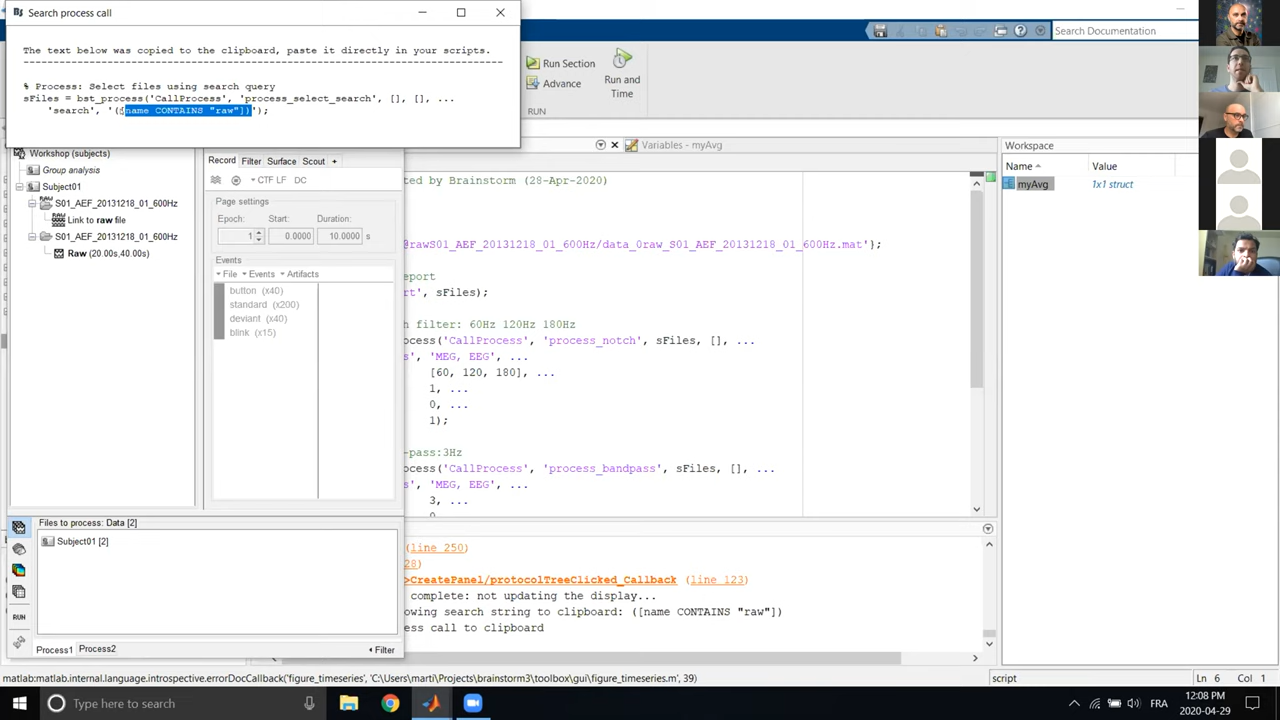 Search process call
The text below was copied to the clipboard, paste it directly in your scripts.
% Process: Select files using search query
sFiles = bst_process('CallProcess', 'process_select_search', [], [], ...
'search', '([name CONTAINS "raw"])');
Search Documentation
Run Section
Advance
Run and
Time
Variables - myAvg
Workspace
Name
Value
myAvg
1x1 struct
Workshop (subjects)
Group analysis
Subject01
S01_AEF_20131218_01_600Hz
Link to raw file
S01_AEF_20131218_01_600Hz
Raw (20.00s,40.00s)
Record
Filter
Surface
Scout
+
CTF LF
DC
Page settings
Epoch:
Start:
Duration:
1
0.0000
10.0000
s
Events
File
Events
Artifacts
button (x40)
standard (x200)
deviant (x40)
blink (x15)
ted by Brainstorm (28-Apr-2020)
@rawS01_AEF_20131218_01_600Hz/data_0raw_S01_AEF_20131218_01_600Hz.mat'};
eport
rt', sFiles);
h filter: 60Hz 120Hz 180Hz
ocess('CallProcess', 'process_notch', sFiles, [], ...
s', 'MEG, EEG', ...
[60, 120, 180], ...
1, ...
0, ...
1);
-pass:3Hz
ocess('CallProcess', 'process_bandpass', sFiles, [], ...
s', 'MEG, EEG', ...
3, ...
Files to process: Data [2]
Subject01 [2]
RUN
Process1
Process2
Filter
(line 250)
28)
>CreatePanel/protocolTreeClicked_Callback (line 123)
complete: not updating the display...
owing search string to clipboard: ([name CONTAINS "raw"])
ess call to clipboard
matlab:matlab.internal.language.introspective.errorDocCallback('figure_timeseries', 'C:\Users\marti\Projects\brainstorm3\toolbox\gui\figure_timeseries.m', 39)
script
Ln 6
Col 1
Type here to search
FRA
12:08 PM
2020-04-29